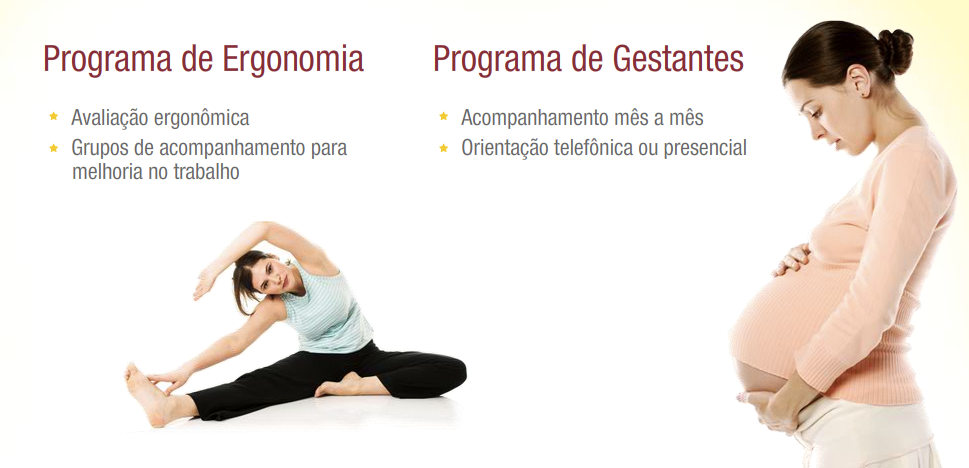 Programa de Ergonomia
Avaliação ergonômica
Grupos de acompanhamento para
melhoria no trabalho
Programa de Gestantes
Acompanhamento mês a mês
Orientação telefônica ou presencial